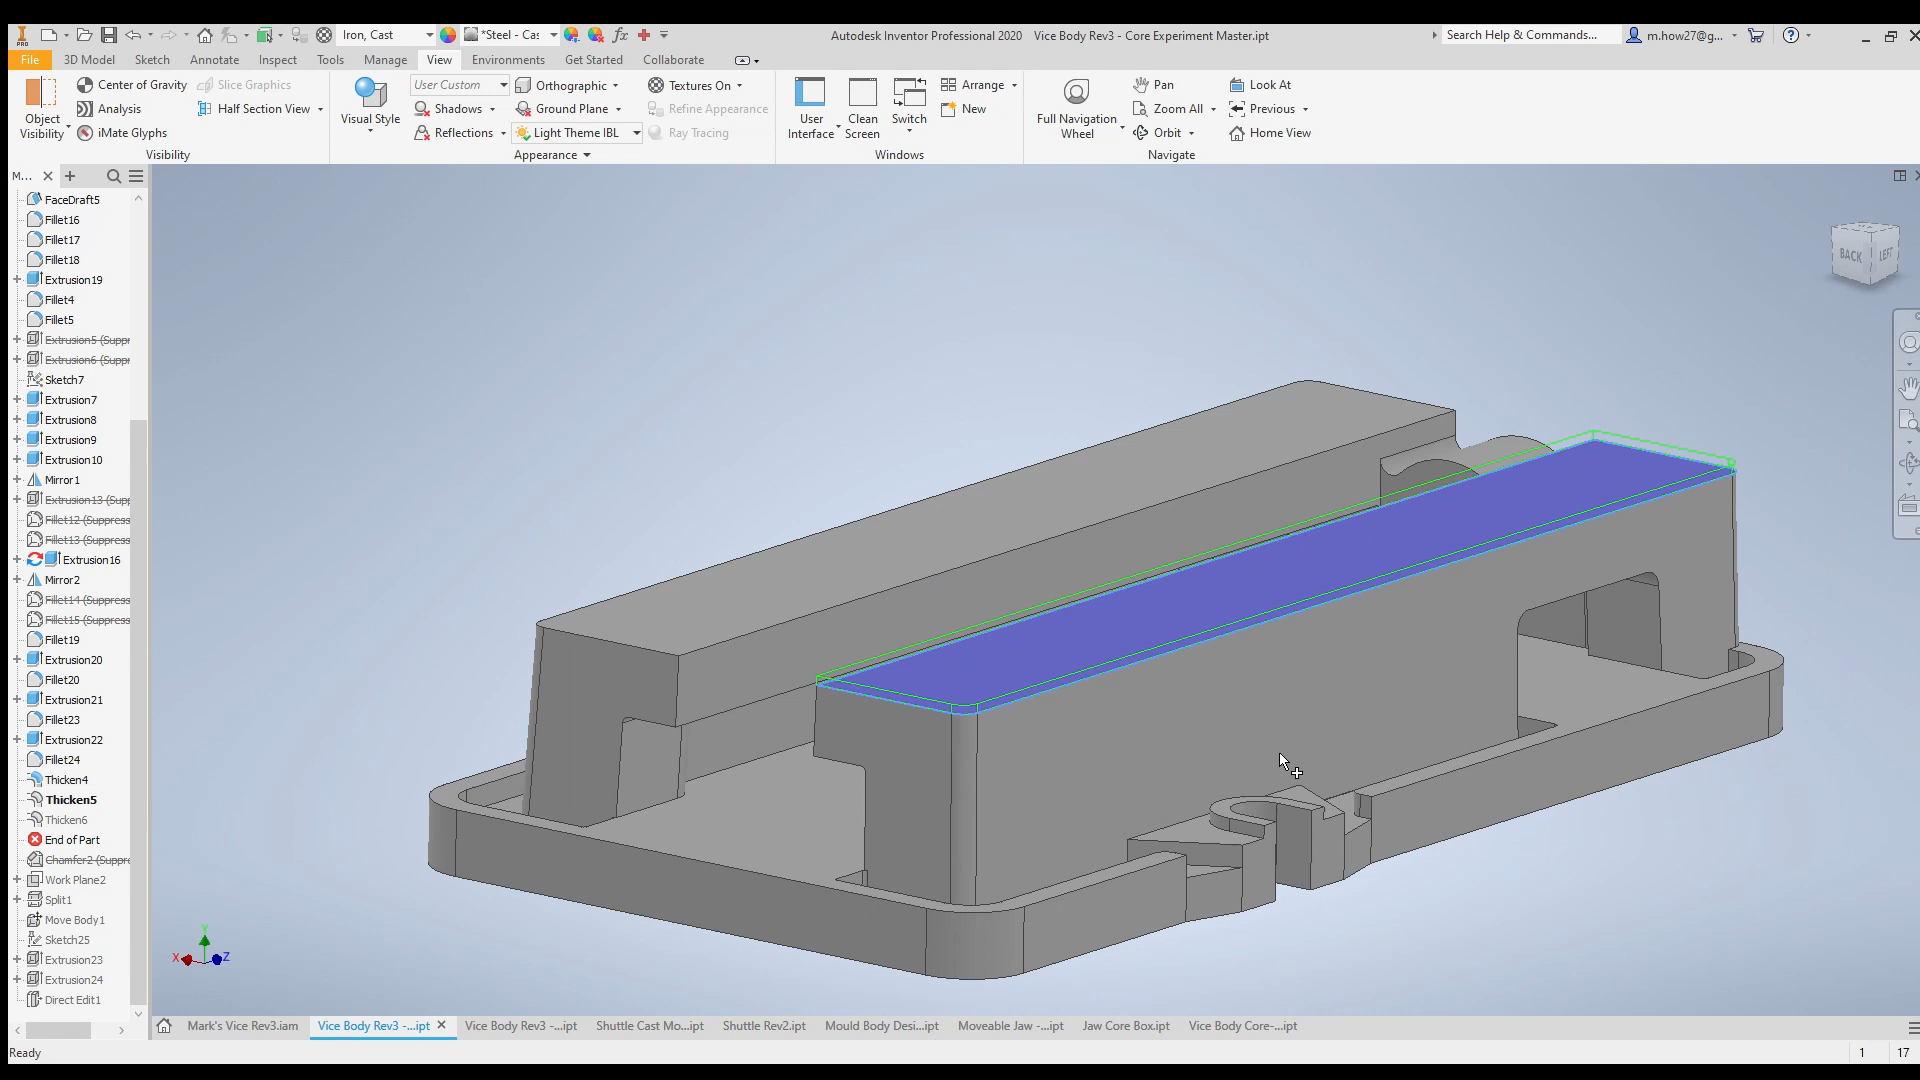 PRO
Iron, Cast
*Steel - Cas
fx
Autodesk Inventor Professional 2020   Vice Body Rev3 - Core Experiment Master.ipt
Search Help & Commands...
m.how27@g...
File
3D Model
Sketch
Annotate
Inspect
Tools
Manage
View
Environments
Get Started
Collaborate
Object Visibility
Center of Gravity
Analysis
iMate Glyphs
Slice Graphics
Half Section View
Visibility
Visual Style
User Custom
Shadows
Reflections
Orthographic
Ground Plane
Light Theme IBL
Textures On
Refine Appearance
Ray Tracing
Appearance
User Interface
Clean Screen
Switch
Arrange
New
Windows
Full Navigation Wheel
Pan
Zoom All
Orbit
Look At
Previous
Home View
Navigate
M...
FaceDraft5
Fillet16
Fillet17
Fillet18
Extrusion19
Fillet4
Fillet5
Extrusion5 (Suppr
Extrusion6 (Suppr
Sketch7
Extrusion7
Extrusion8
Extrusion9
Extrusion10
Mirror1
Extrusion13 (Supp
Fillet12 (Suppress
Fillet13 (Suppress
Extrusion16
Mirror2
Fillet14 (Suppress
Fillet15 (Suppress
Fillet19
Extrusion20
Fillet20
Extrusion21
Fillet23
Extrusion22
Fillet24
Thicken4
Thicken5
Thicken6
End of Part
Chamfer2 (Suppre
Work Plane2
Split1
Move Body1
Sketch25
Extrusion23
Extrusion24
Direct Edit1
BACK
LEFT
Y
X
Z
Mark's Vice Rev3.iam
Vice Body Rev3 -...ipt
Vice Body Rev3 -...ipt
Shuttle Cast Mo...ipt
Shuttle Rev2.ipt
Mould Body Desi...ipt
Moveable Jaw -...ipt
Jaw Core Box.ipt
Vice Body Core-...ipt
Ready
1
17